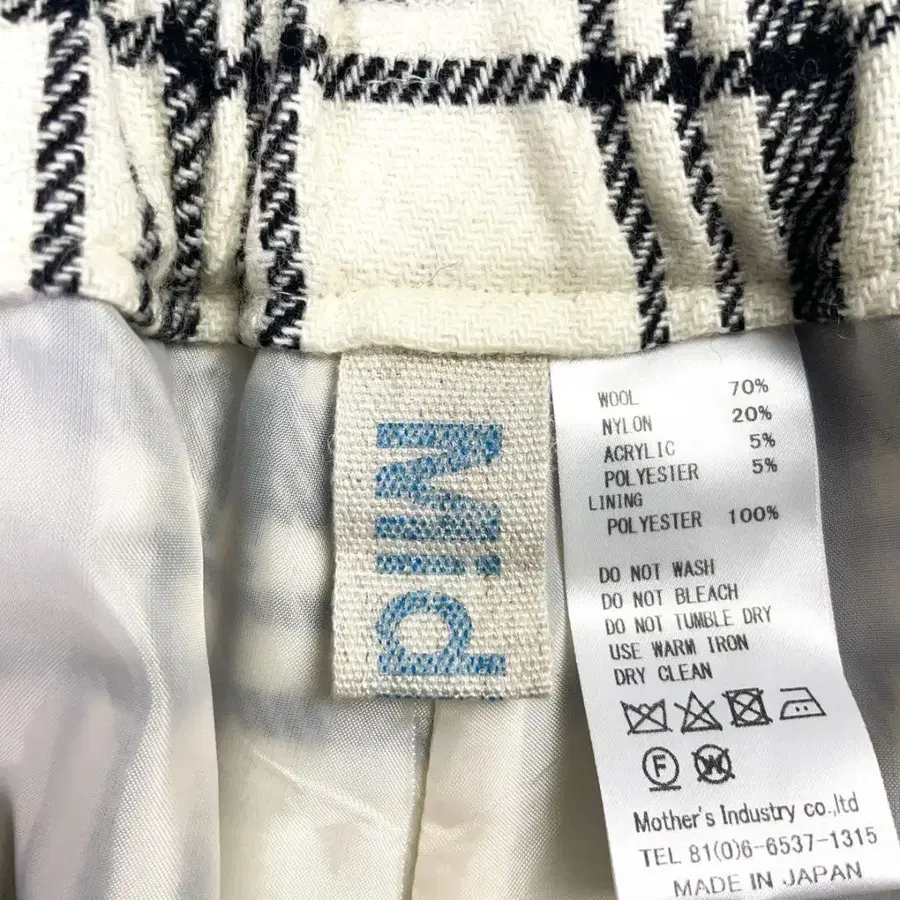 Mid
WOOL 70%
NYLON 20%
ACRYLIC 5%
POLYESTER 5%
LINING
POLYESTER 100%
DO NOT WASH
DO NOT BLEACH
DO NOT TUMBLE DRY
USE WARM IRON
DRY CLEAN
F W
Mother's Industry co.,ltd
TEL 81(0)6-6537-1315
MADE IN JAPAN